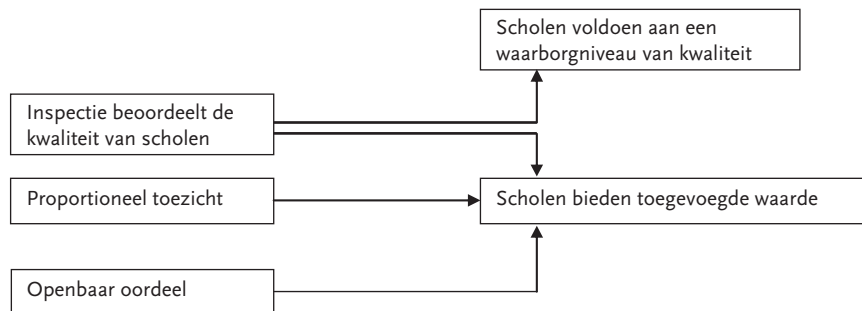 Scholen voldoen aan een
waarborgniveau van kwaliteit
Inspectie beoordeelt de
kwaliteit van scholen
Proportioneel toezicht
Scholen bieden toegevoegde waarde
Openbaar oordeel